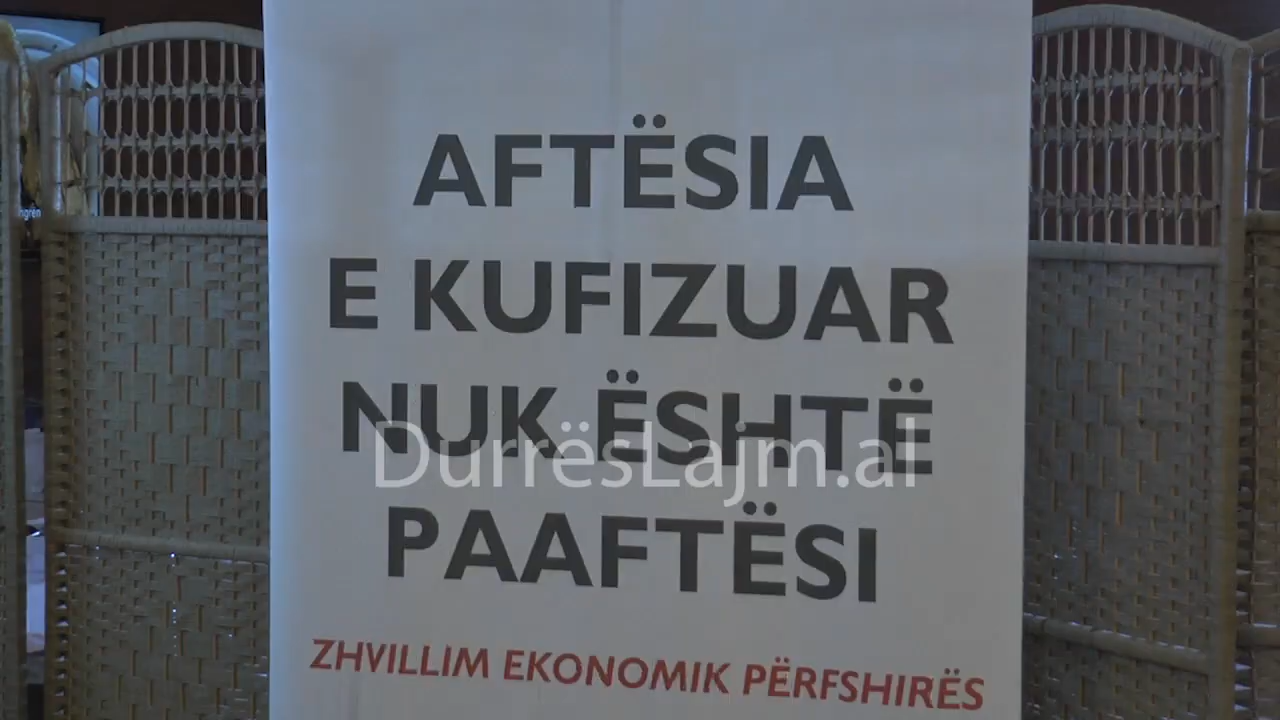 AFTËSIA
E KUFIZUAR
NUK ËSHTË
DurrësLajm.al
PAAFTËSI
ZHVILLIM EKONOMIK PËRFSHIRËS